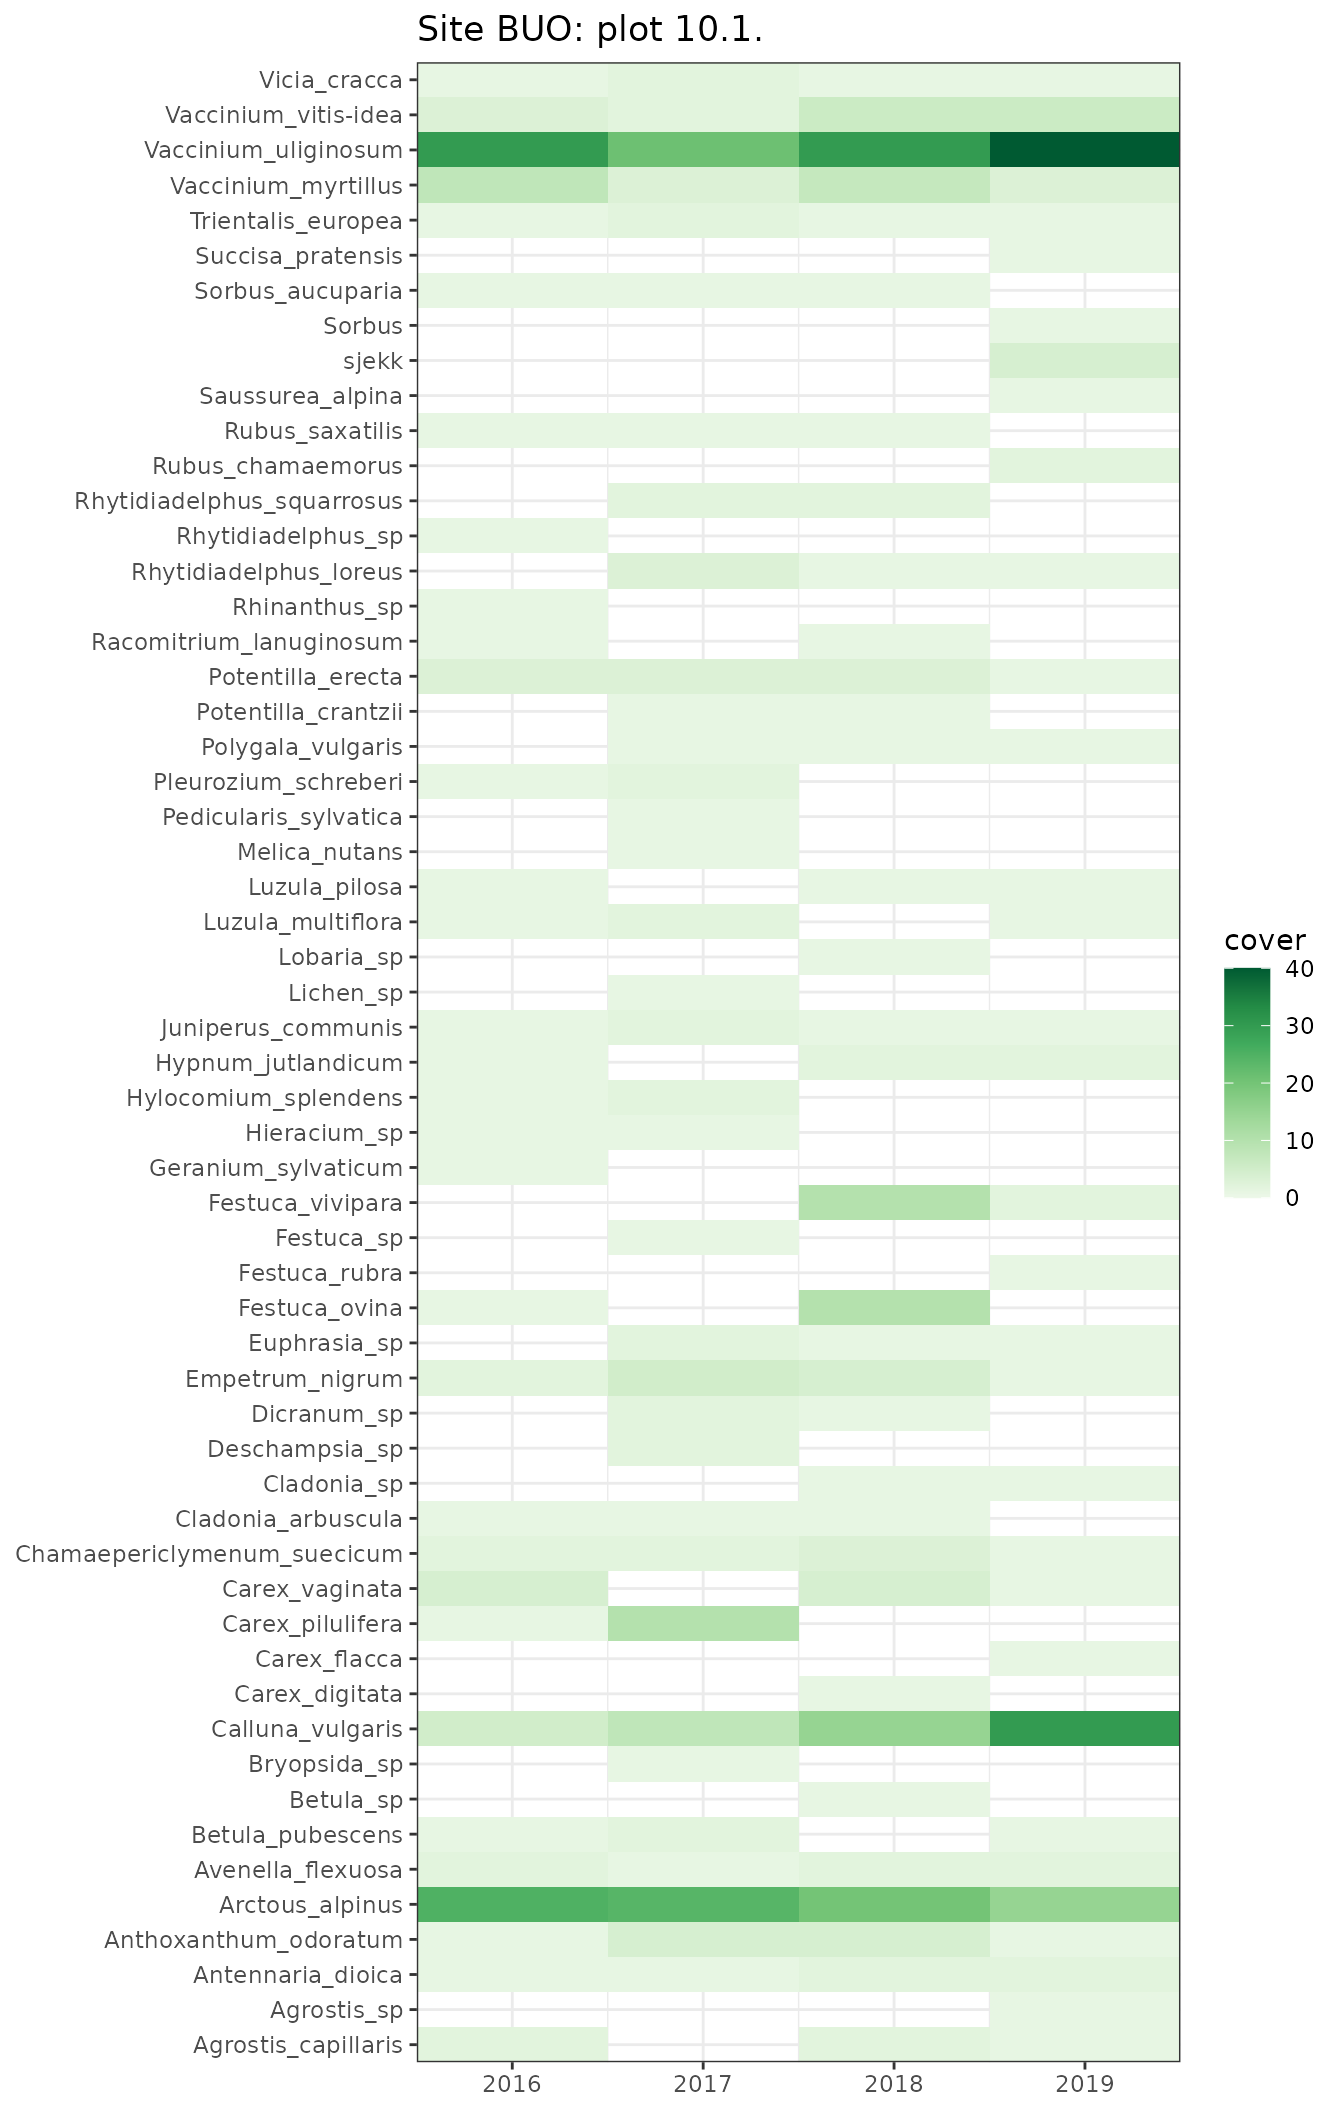 Site BUO: plot 10.1.
Vicia_cracca
Vaccinium_vitis-idea
Vaccinium_uliginosum
Vaccinium_myrtillus
Trientalis_europea
Succisa_pratensis
Sorbus_aucuparia
Sorbus
sjekk
Saussurea_alpina
Rubus_saxatilis
Rubus_chamaemorus
Rhytidiadelphus_squarrosus
Rhytidiadelphus_sp
Rhytidiadelphus_loreus
Rhinanthus_sp
Racomitrium_lanuginosum
Potentilla_erecta
Potentilla_crantzii
Polygala_vulgaris
Pleurozium_schreberi
Pedicularis_sylvatica
Melica_nutans
Luzula_pilosa
Luzula_multiflora
Lobaria_sp
Lichen_sp
Juniperus_communis
Hypnum_jutlandicum
Hylocomium_splendens
Hieracium_sp
Geranium_sylvaticum
Festuca_vivipara
Festuca_sp
Festuca_rubra
Festuca_ovina
Euphrasia_sp
Empetrum_nigrum
Dicranum_sp
Deschampsia_sp
Cladonia_sp
Cladonia_arbuscula
Chamaepericlymenum_suecicum
Carex_vaginata
Carex_pilulifera
Carex_flacca
Carex_digitata
Calluna_vulgaris
Bryopsida_sp
Betula_sp
Betula_pubescens
Avenella_flexuosa
Arctous_alpinus
Anthoxanthum_odoratum
Antennaria_dioica
Agrostis_sp
Agrostis_capillaris
2016 2017 2018 2019
cover
40
30
20
10
0